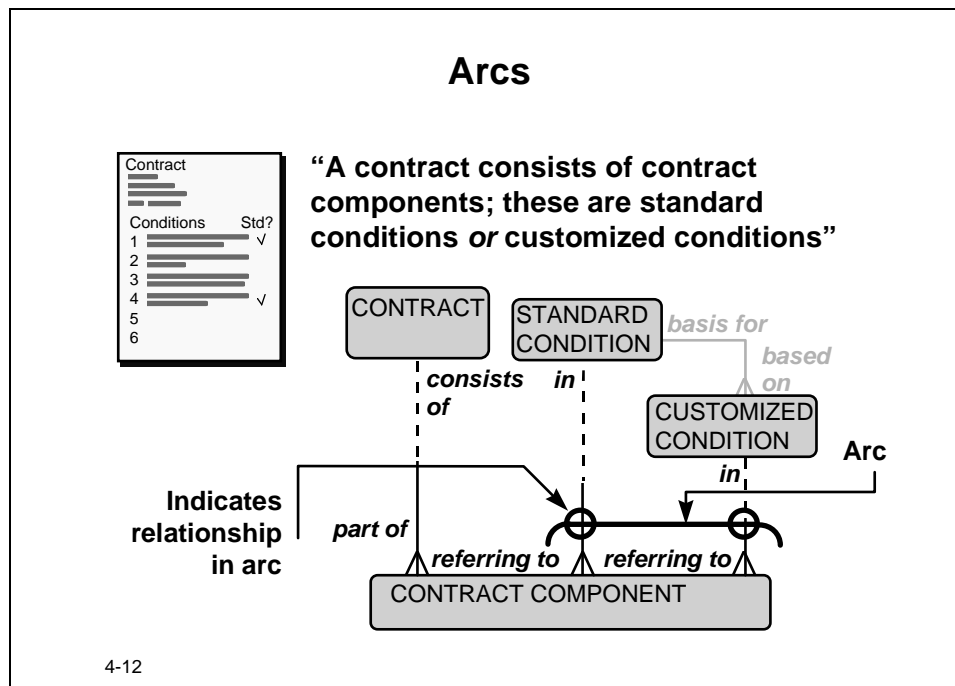 Arcs
Contract
Conditions Std?
1 √
2
3
4 √
5
6
“A contract consists of contract
components; these are standard
conditions or customized conditions”
CONTRACT
STANDARD
CONDITION
basis for
based
on
consists
of
in
CUSTOMIZED
CONDITION
in
Arc
Indicates
relationship
in arc
part of
referring to
referring to
CONTRACT COMPONENT
4-12